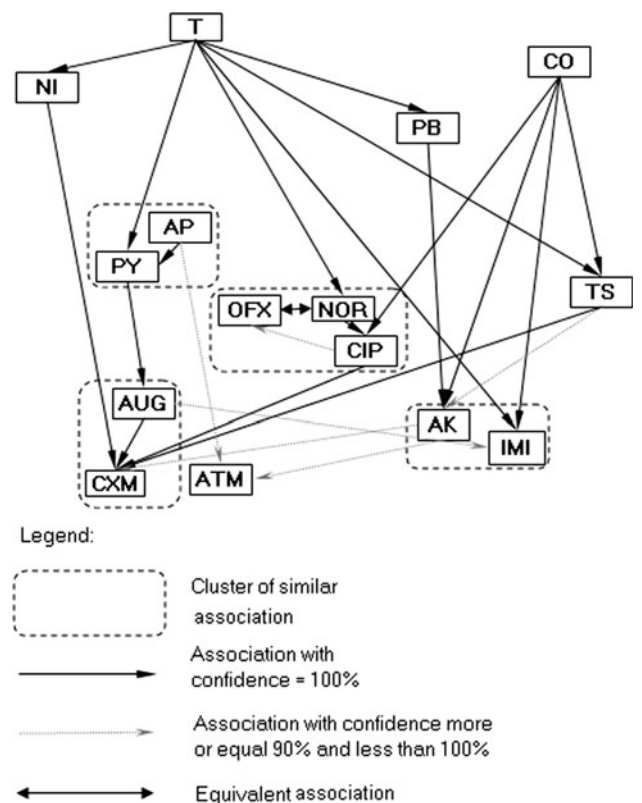 T
CO
NI
PB
AP
PY
TS
OFX
NOR
CIP
AUG
AK
IMI
CXM
ATM
Legend:
Cluster of similar
association
Association with
confidence = 100%
Association with confidence more
or equal 90% and less than 100%
Equivalent association